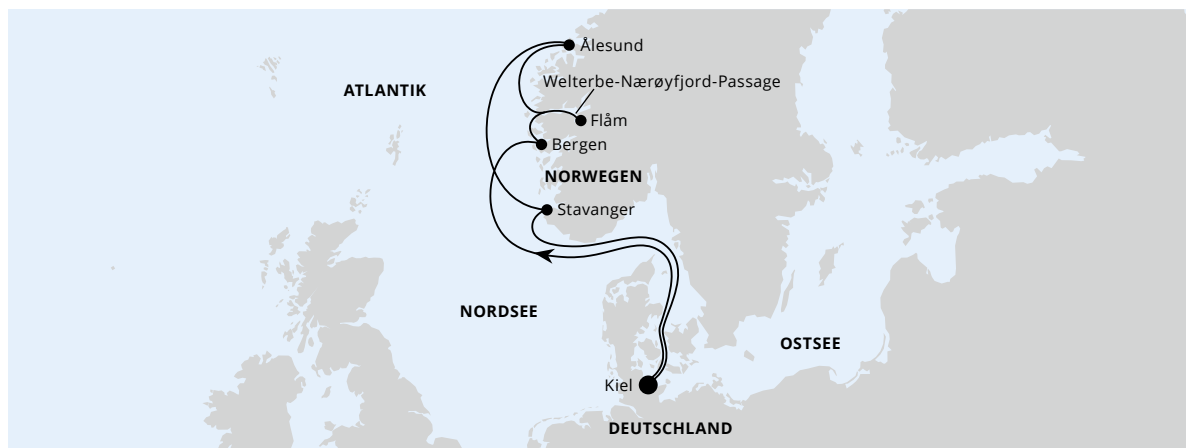 Ålesund
Welterbe-Nærøyfjord-Passage
ATLANTIK
Flåm
Bergen
NORWEGEN
Stavanger
NORDSEE
OSTSEE
Kiel
DEUTSCHLAND